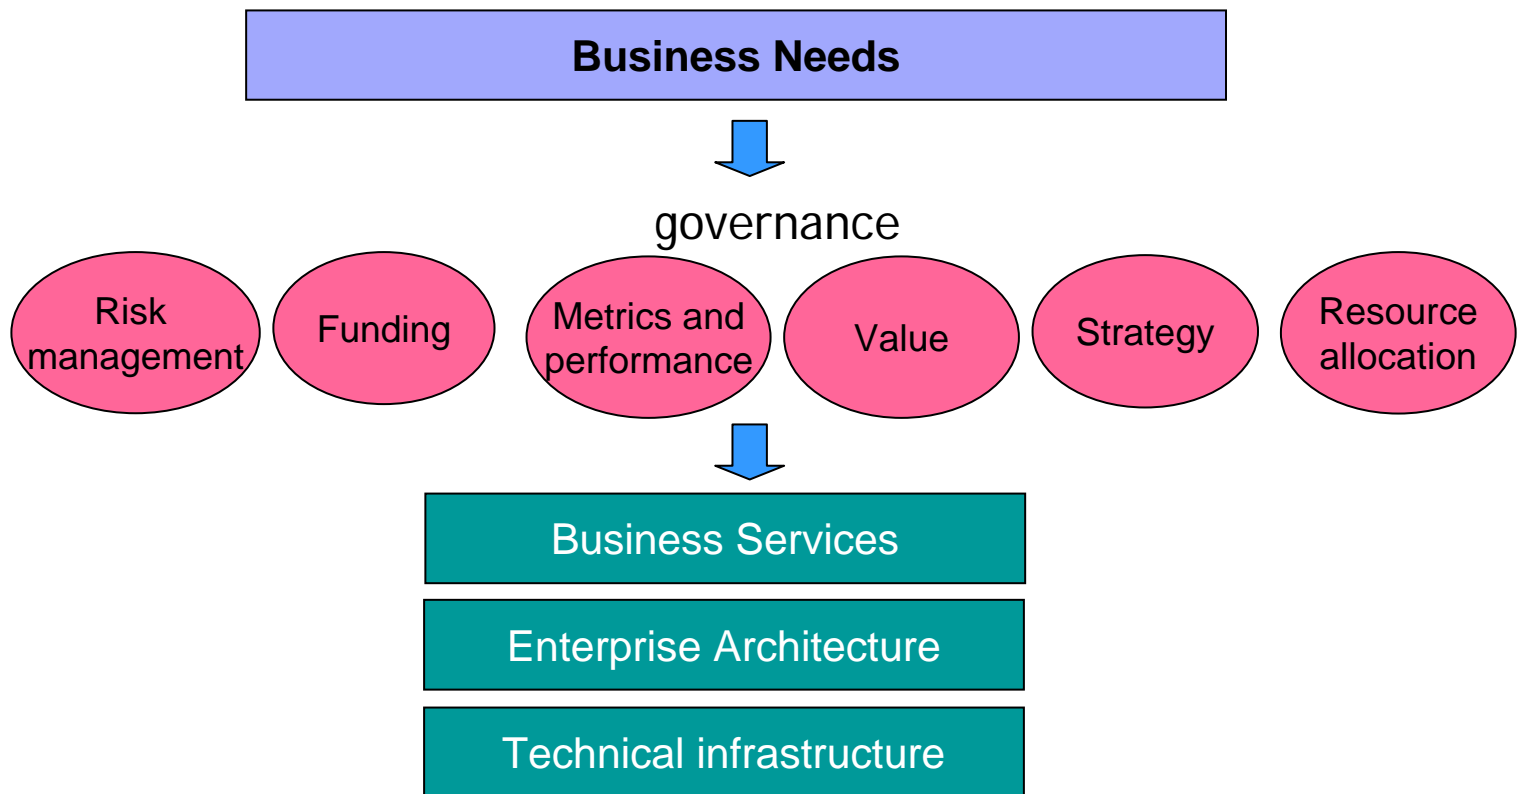 Business Needs
governance
Risk
management
Funding
Metrics and
performance
Value
Strategy
Resource
allocation
Business Services
Enterprise Architecture
Technical infrastructure